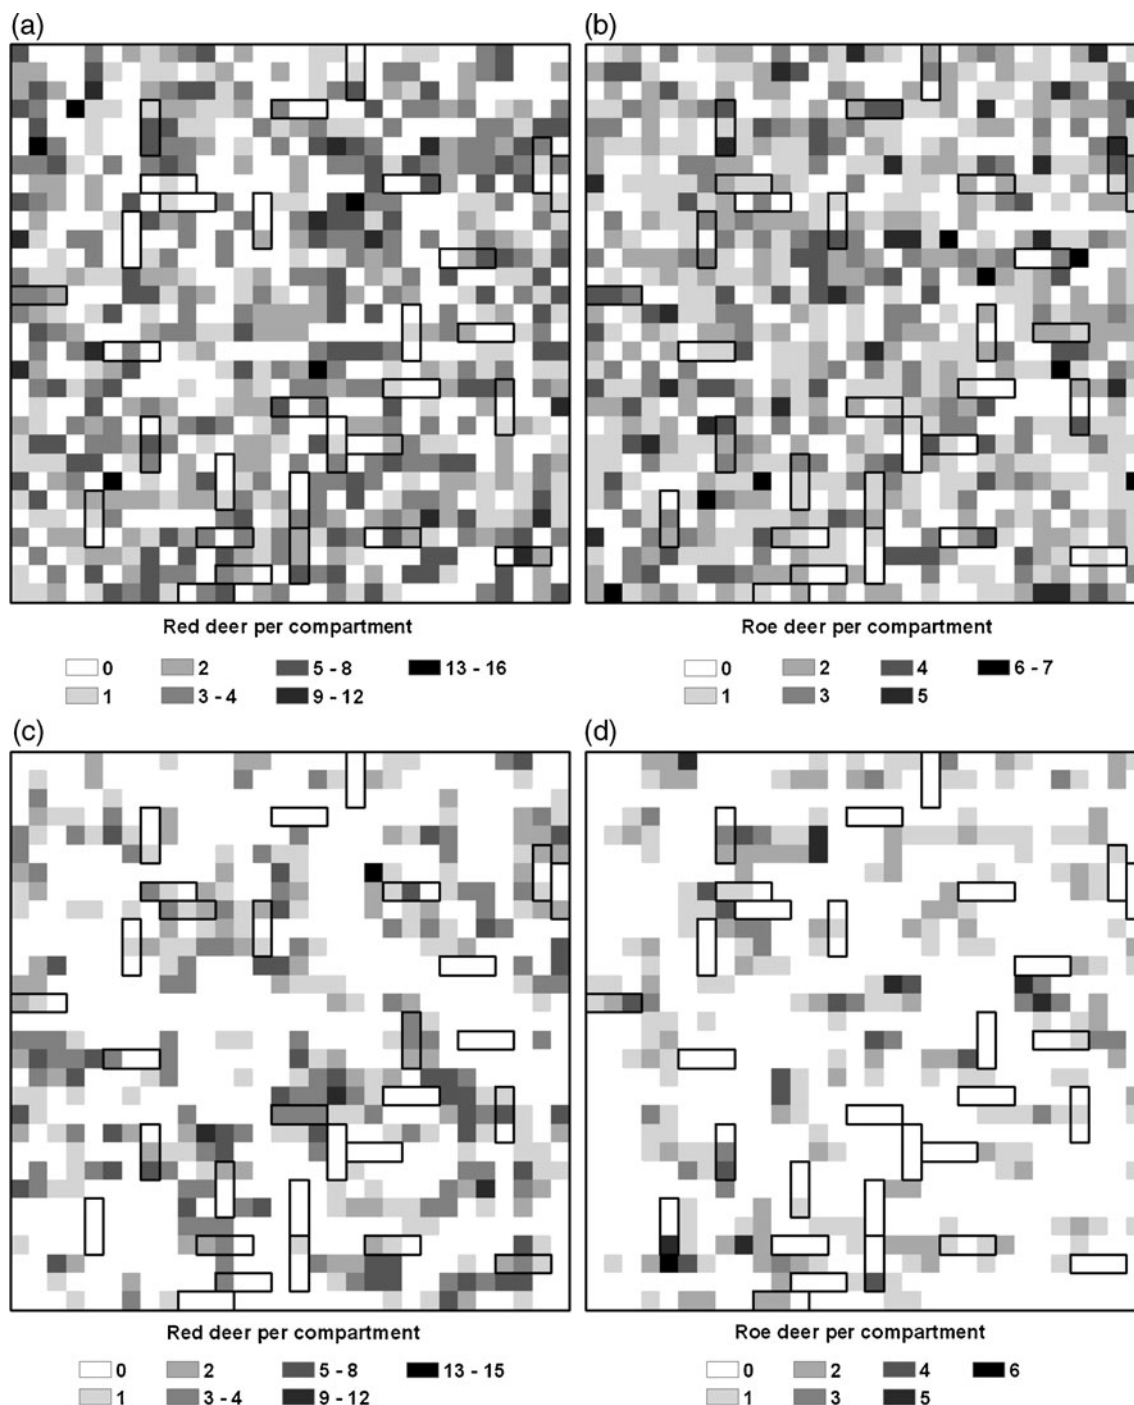 (a) (b)
Red deer per compartment Roe deer per compartment
0 2 5 - 8 13 - 16 0 2 4 6 - 7
1 3 - 4 9 - 12 1 3 5
(c) (d)
Red deer per compartment Roe deer per compartment
0 2 5 - 8 13 - 15 0 2 4 6
1 3 - 4 9 - 12 1 3 5